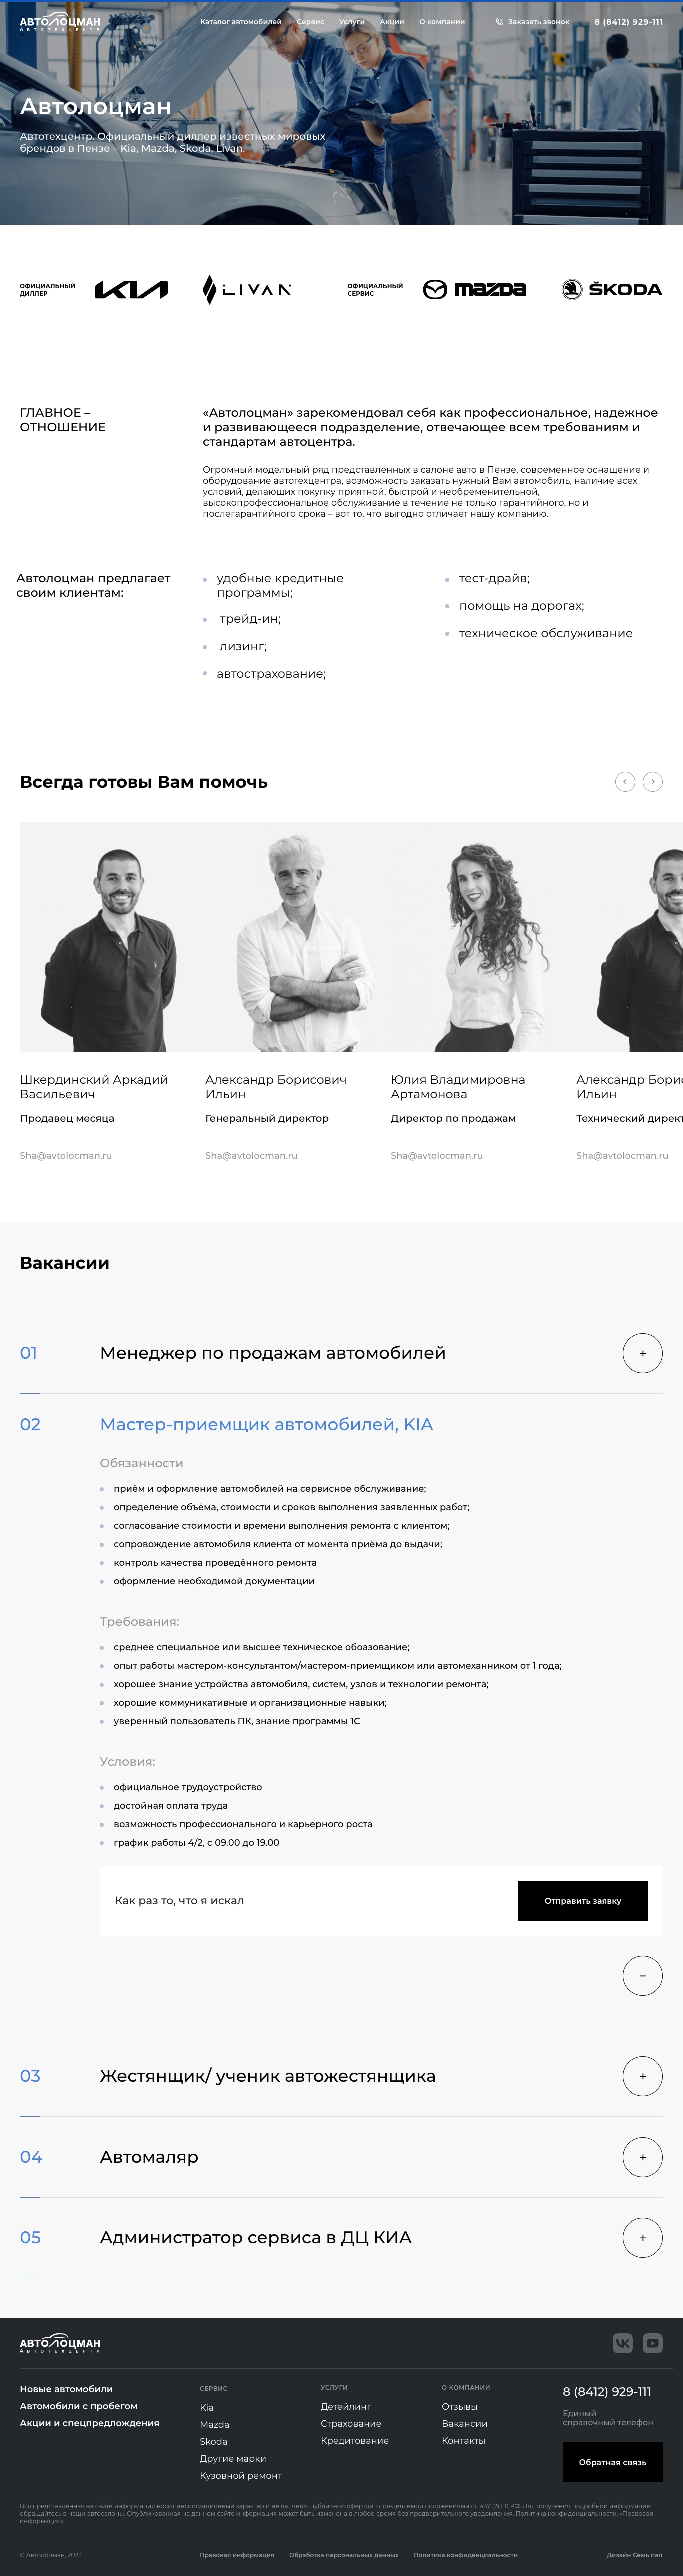 АВТОЛОЦМАН
АВТОТЕХЦЕНТР
Каталог автомобилей Сервис Услуги Акции О компании Заказать звонок 8 (8412) 929-111
Автолоцман
Автотехцентр. Официальный диллер известных мировых
брендов в Пензе – Kia, Mazda, Skoda, Livan.
ОФИЦИАЛЬНЫЙ
ДИЛЛЕР
KIA
LIVAN
ОФИЦИАЛЬНЫЙ
СЕРВИС
mazda
ŠKODA
ГЛАВНОЕ –
ОТНОШЕНИЕ
«Автолоцман» зарекомендовал себя как профессиональное, надежное
и развивающееся подразделение, отвечающее всем требованиям и
стандартам автоцентра.
Огромный модельный ряд представленных в салоне авто в Пензе, современное оснащение и
оборудование автотехцентра, возможность заказать нужный Вам автомобиль, наличие всех
условий, делающих покупку приятной, быстрой и необременительной,
высокопрофессиональное обслуживание в течение не только гарантийного, но и
послегарантийного срока – вот то, что выгодно отличает нашу компанию.
Автолоцман предлагает
своим клиентам:
удобные кредитные
программы;
трейд-ин;
лизинг;
автострахование;
тест-драйв;
помощь на дорогах;
техническое обслуживание
Всегда готовы Вам помочь
Шкердинский Аркадий
Васильевич
Продавец месяца
Sha@avtolocman.ru
Александр Борисович
Ильин
Генеральный директор
Sha@avtolocman.ru
Юлия Владимировна
Артамонова
Директор по продажам
Sha@avtolocman.ru
Александр Борис
Ильин
Технический директ
Sha@avtolocman.ru
Вакансии
01 Менеджер по продажам автомобилей +
02 Мастер-приемщик автомобилей, KIA
Обязанности
приём и оформление автомобилей на сервисное обслуживание;
определение объёма, стоимости и сроков выполнения заявленных работ;
согласование стоимости и времени выполнения ремонта с клиентом;
сопровождение автомобиля клиента от момента приёма до выдачи;
контроль качества проведённого ремонта
оформление необходимой документации
Требования:
среднее специальное или высшее техническое обоазование;
опыт работы мастером-консультантом/мастером-приемщиком или автомеханником от 1 года;
хорошее знание устройства автомобиля, систем, узлов и технологии ремонта;
хорошие коммуникативные и организационные навыки;
уверенный пользователь ПК, знание программы 1С
Условия:
официальное трудоустройство
достойная оплата труда
возможность профессионального и карьерного роста
график работы 4/2, с 09.00 до 19.00
Как раз то, что я искал
Отправить заявку
–
03 Жестянщик/ ученик автожестянщика +
04 Автомаляр +
05 Администратор сервиса в ДЦ КИА +
АВТОЛОЦМАН
АВТОТЕХЦЕНТР
Новые автомобили
Автомобили с пробегом
Акции и спецпредложения
СЕРВИС
Kia
Mazda
Skoda
Другие марки
Кузовной ремонт
УСЛУГИ
Детейлинг
Страхование
Кредитование
О КОМПАНИИ
Отзывы
Вакансии
Контакты
8 (8412) 929-111
Единый
справочный телефон
Обратная связь
Вся представленная на сайте информация носит информационный характер и не является публичной офертой, определяемой положениями ст. 437 (2) ГК РФ. Для получения подробной информации
обращайтесь в наши автосалоны. Опубликованная на данном сайте информация может быть изменена в любое время без предварительного уведомления. Политика конфиденциальности. «Правовая
информация».
© Автолоцман, 2023 Правовая информация Обработка персональных данных Политика конфиденциальности Дизайн Семь пап